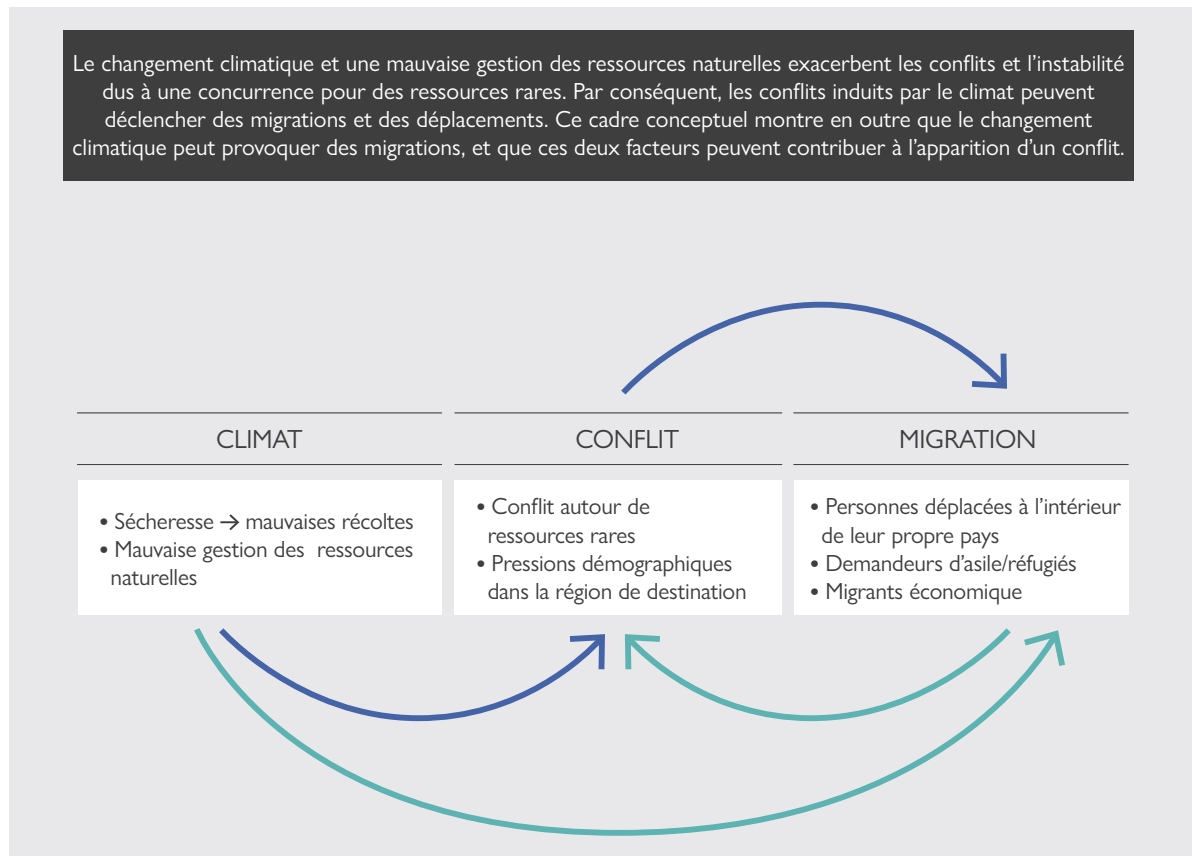 Le changement climatique et une mauvaise gestion des ressources naturelles exacerbent les conflits et l’instabilité
dus à une concurrence pour des ressources rares. Par conséquent, les conflits induits par le climat peuvent
déclencher des migrations et des déplacements. Ce cadre conceptuel montre en outre que le changement
climatique peut provoquer des migrations, et que ces deux facteurs peuvent contribuer à l’apparition d’un conflit.
CLIMAT
• Sécheresse → mauvaises récoltes
• Mauvaise gestion des ressources
naturelles
CONFLIT
• Conflit autour de
ressources rares
• Pressions démographiques
dans la région de destination
MIGRATION
• Personnes déplacées à l’intérieur
de leur propre pays
• Demandeurs d’asile/réfugiés
• Migrants économique